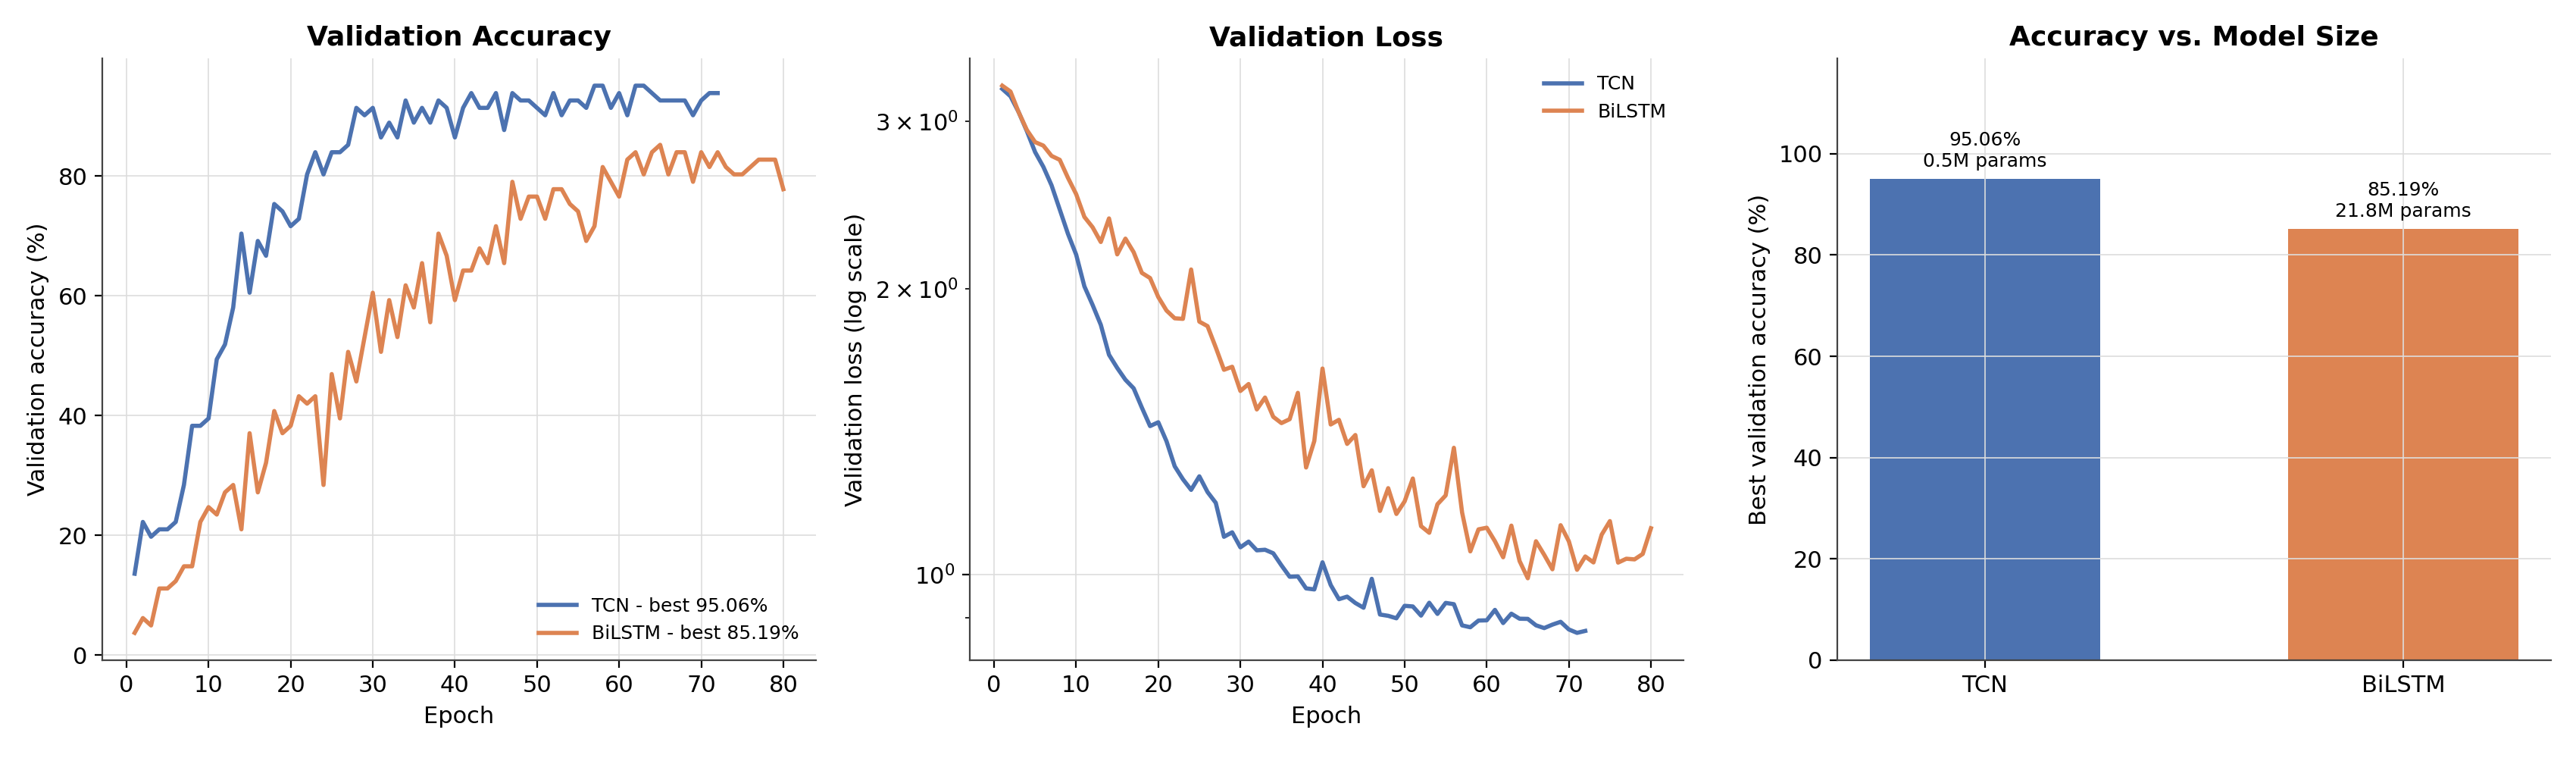 Validation Accuracy
Validation accuracy (%)
80
60
40
20
0
TCN - best 95.06%
BiLSTM - best 85.19%
0 10 20 30 40 50 60 70 80
Epoch
Validation Loss
Validation loss (log scale)
TCN
BiLSTM
3 × 10⁰
2 × 10⁰
10⁰
0 10 20 30 40 50 60 70 80
Epoch
Accuracy vs. Model Size
Best validation accuracy (%)
100
80
60
40
20
0
95.06%
0.5M params
85.19%
21.8M params
TCN BiLSTM